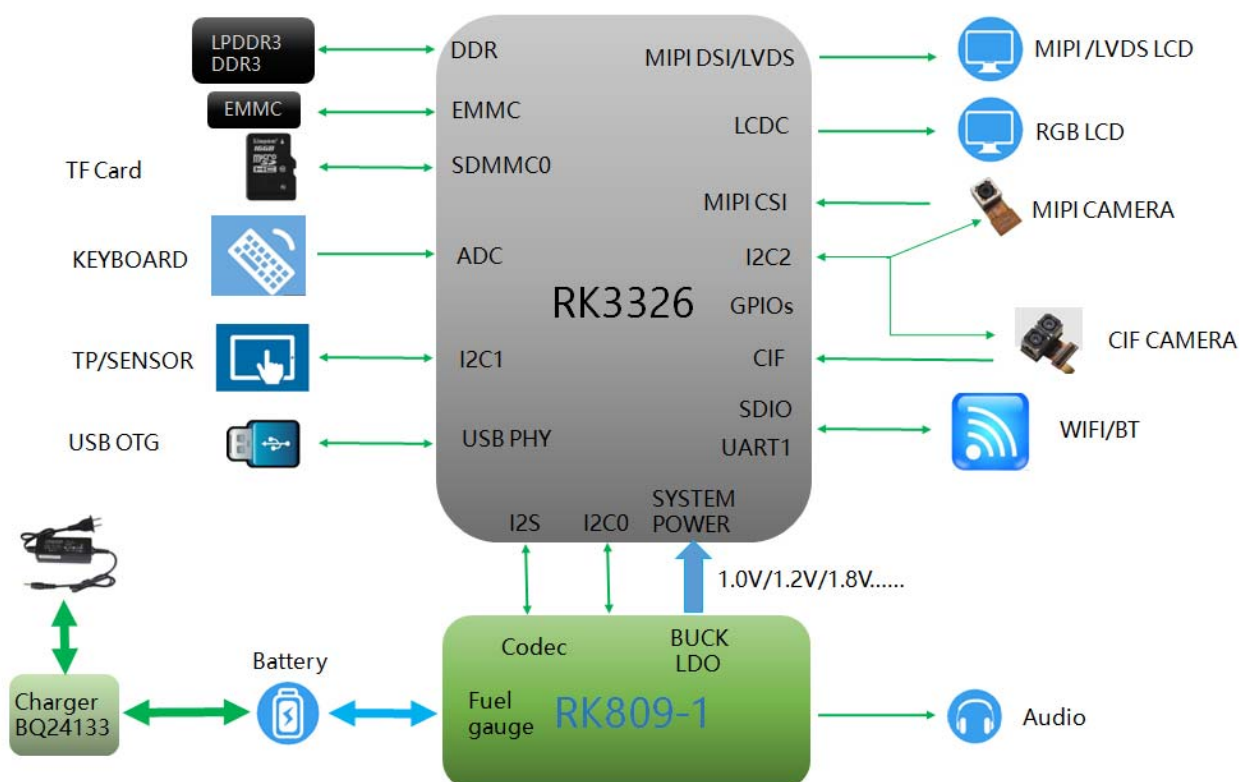 LPDDR3
DDR3
DDR
MIPI DSI/LVDS
MIPI /LVDS LCD
EMMC
EMMC
LCDC
RGB LCD
TF Card
16GB
SDMMC0
MIPI CSI
MIPI CAMERA
KEYBOARD
ADC
I2C2
RK3326
GPIOs
TP/SENSOR
I2C1
CIF
CIF CAMERA
USB OTG
USB PHY
SDIO
UART1
WIFI/BT
I2S
I2C0
SYSTEM
POWER
1.0V/1.2V/1.8V......
Codec
BUCK
LDO
Battery
Charger
BQ24133
Fuel
gauge
RK809-1
Audio